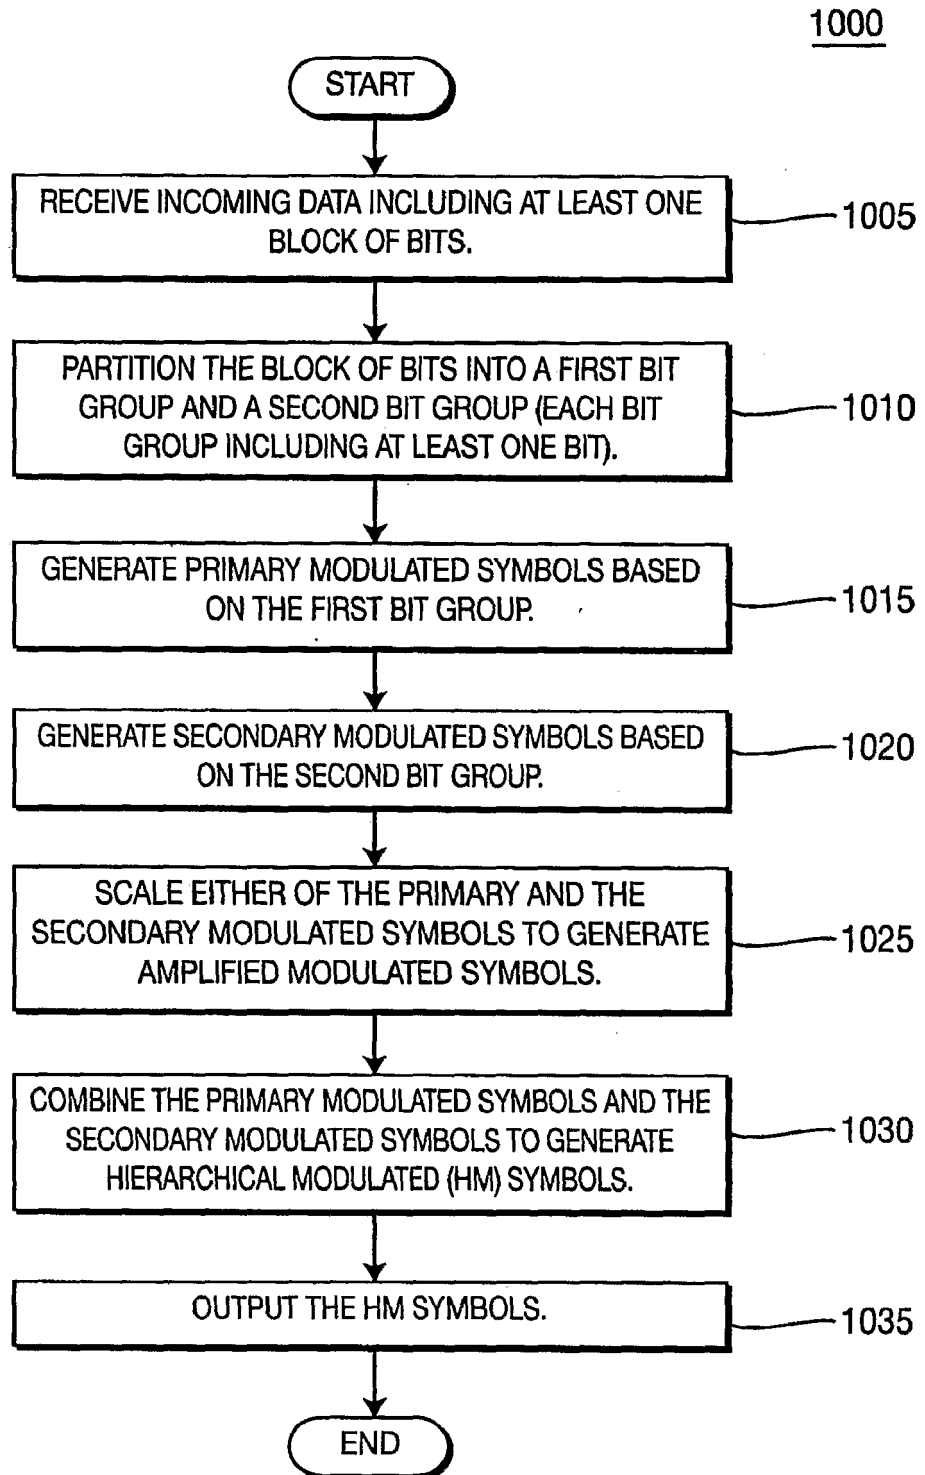 1000
START
RECEIVE INCOMING DATA INCLUDING AT LEAST ONE
BLOCK OF BITS.
1005
PARTITION THE BLOCK OF BITS INTO A FIRST BIT
GROUP AND A SECOND BIT GROUP (EACH BIT
GROUP INCLUDING AT LEAST ONE BIT).
1010
GENERATE PRIMARY MODULATED SYMBOLS BASED
ON THE FIRST BIT GROUP.
1015
GENERATE SECONDARY MODULATED SYMBOLS BASED
ON THE SECOND BIT GROUP.
1020
SCALE EITHER OF THE PRIMARY AND THE
SECONDARY MODULATED SYMBOLS TO GENERATE
AMPLIFIED MODULATED SYMBOLS.
1025
COMBINE THE PRIMARY MODULATED SYMBOLS AND THE
SECONDARY MODULATED SYMBOLS TO GENERATE
HIERARCHICAL MODULATED (HM) SYMBOLS.
1030
OUTPUT THE HM SYMBOLS.
1035
END